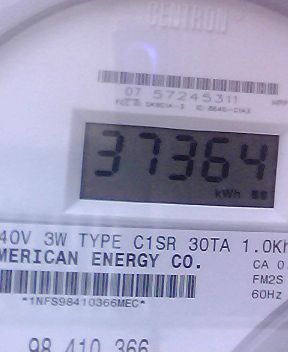 CENTRON
07 57245311
37364
kWh
40V 3W TYPE C1SR 30TA 1.0Kh
MERICAN ENERGY CO.
CA 0.
FM2S
*1NFS98410366MEC*
60Hz
98 410 366